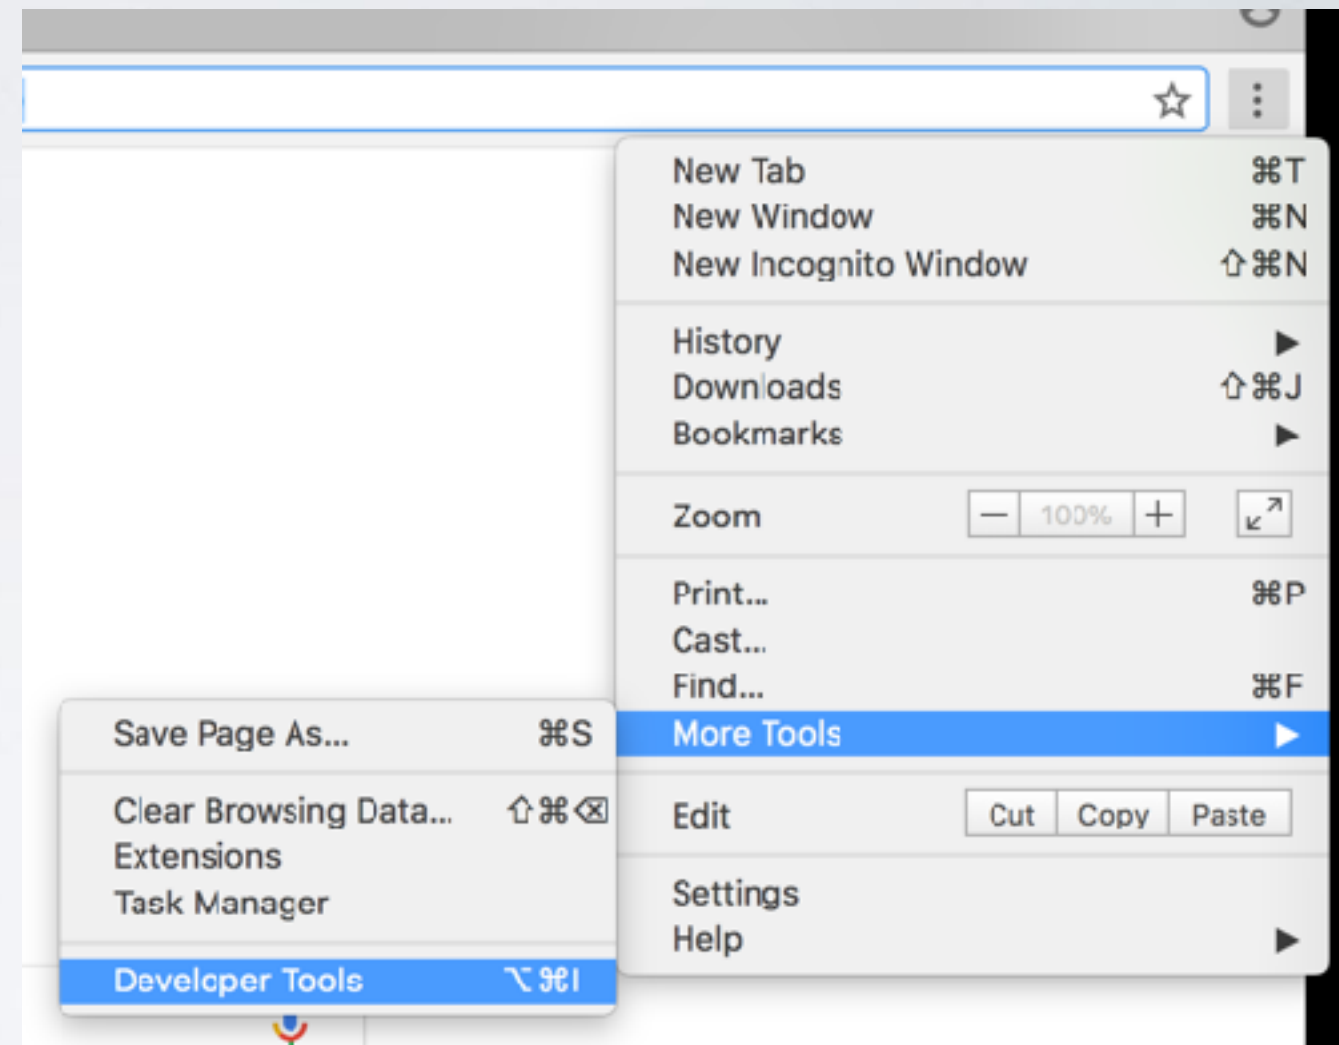 New Tab ⌘T
New Window ⌘N
New Incognito Window ⇧⌘N
History ▶
Downloads ⇧⌘J
Bookmarks ▶
Zoom − 100% +
Print... ⌘P
Cast...
Find... ⌘F
More Tools ▶
Edit Cut Copy Paste
Settings
Help ▶
Save Page As... ⌘S
Clear Browsing Data... ⇧⌘⌫
Extensions
Task Manager
Developer Tools ⌥⌘I